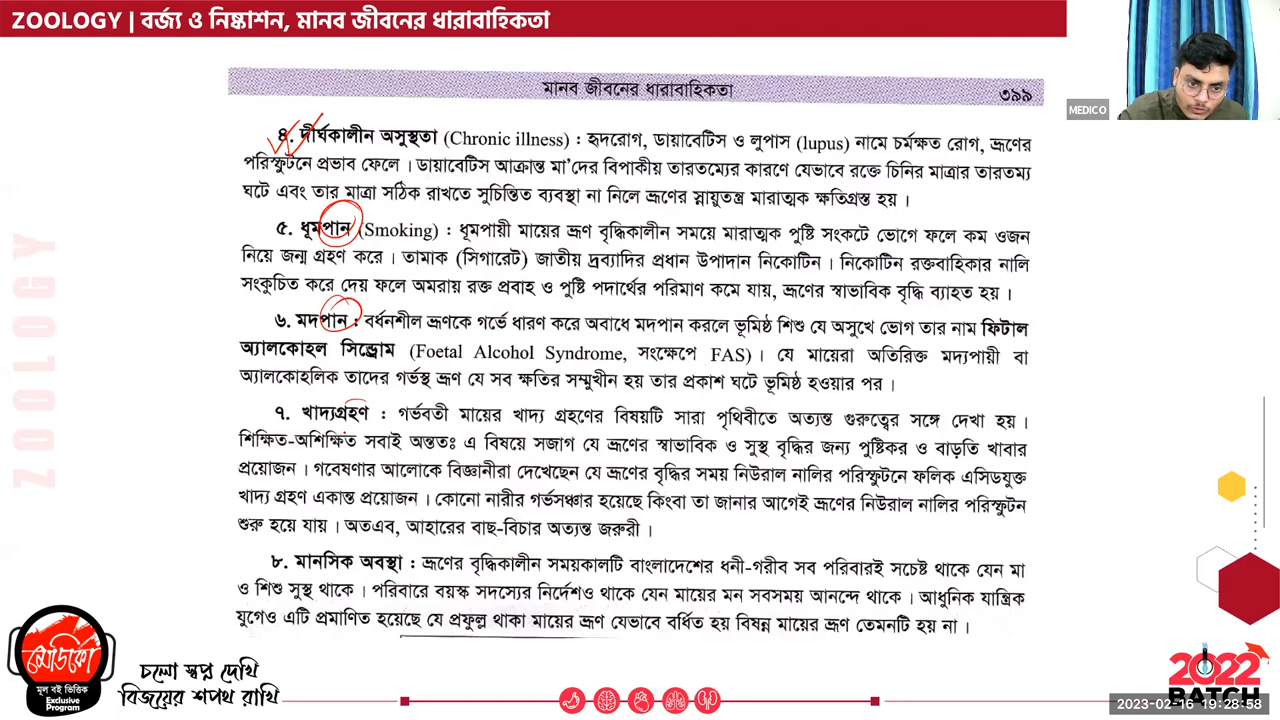 ZOOLOGY | বর্জ্য ও নিষ্কাশন, মানব জীবনের ধারাবাহিকতা
MEDICO
মানব জীবনের ধারাবাহিকতা
৩৯৯
৪. দীর্ঘকালীন অসুস্থতা (Chronic illness) : হৃদরোগ, ডায়াবেটিস ও লুপাস (lupus) নামে চর্মক্ষত রোগ, ভ্রূণের
পরিস্ফুটনে প্রভাব ফেলে। ডায়াবেটিস আক্রান্ত মা'দের বিপাকীয় তারতম্যের কারণে যেভাবে রক্তে চিনির মাত্রার তারতম্য
ঘটে এবং তার মাত্রা সঠিক রাখতে সুচিন্তিত ব্যবস্থা না নিলে ভ্রূণের স্নায়ুতন্ত্র মারাত্মক ক্ষতিগ্রস্ত হয়।
৫. ধূমপান (Smoking) : ধূমপায়ী মায়ের ভ্রূণ বৃদ্ধিকালীন সময়ে মারাত্মক পুষ্টি সংকটে ভোগে ফলে কম ওজন
নিয়ে জন্ম গ্রহণ করে। তামাক (সিগারেট) জাতীয় দ্রব্যাদির প্রধান উপাদান নিকোটিন। নিকোটিন রক্তবাহিকার নালি
সংকুচিত করে দেয় ফলে অমরায় রক্ত প্রবাহ ও পুষ্টি পদার্থের পরিমাণ কমে যায়, ভ্রূণের স্বাভাবিক বৃদ্ধি ব্যাহত হয়।
৬. মদপান : বর্ধনশীল ভ্রূণকে গর্ভে ধারণ করে অবাধে মদপান করলে ভূমিষ্ঠ শিশু যে অসুখে ভোগ তার নাম ফিটাল
অ্যালকোহল সিন্ড্রোম (Foetal Alcohol Syndrome, সংক্ষেপে FAS)। যে মায়েরা অতিরিক্ত মদ্যপায়ী বা
অ্যালকোহলিক তাদের গর্ভস্থ ভ্রূণ যে সব ক্ষতির সম্মুখীন হয় তার প্রকাশ ঘটে ভূমিষ্ঠ হওয়ার পর।
৭. খাদ্যগ্রহণ : গর্ভবতী মায়ের খাদ্য গ্রহণের বিষয়টি সারা পৃথিবীতে অত্যন্ত গুরুত্বের সঙ্গে দেখা হয়।
শিক্ষিত-অশিক্ষিত সবাই অন্ততঃ এ বিষয়ে সজাগ যে ভ্রূণের স্বাভাবিক ও সুস্থ বৃদ্ধির জন্য পুষ্টিকর ও বাড়তি খাবার
প্রয়োজন। গবেষণার আলোকে বিজ্ঞানীরা দেখেছেন যে ভ্রূণের বৃদ্ধির সময় নিউরাল নালির পরিস্ফুটনে ফলিক এসিডযুক্ত
খাদ্য গ্রহণ একান্ত প্রয়োজন। কোনো নারীর গর্ভসঞ্চার হয়েছে কিংবা তা জানার আগেই ভ্রূণের নিউরাল নালির পরিস্ফুটন
শুরু হয়ে যায়। অতএব, আহারের বাছ-বিচার অত্যন্ত জরুরী।
৮. মানসিক অবস্থা : ভ্রূণের বৃদ্ধিকালীন সময়কালটি বাংলাদেশের ধনী-গরীব সব পরিবারই সচেষ্ট থাকে যেন মা
ও শিশু সুস্থ থাকে। পরিবারে বয়স্ক সদস্যের নির্দেশও থাকে যেন মায়ের মন সবসময় আনন্দে থাকে। আধুনিক যান্ত্রিক
যুগেও এটি প্রমাণিত হয়েছে যে প্রফুল্ল থাকা মায়ের ভ্রূণ যেভাবে বর্ধিত হয় বিষন্ন মায়ের ভ্রূণ তেমনটি হয় না।
ZOOLOGY
মেডিকো
মূল বই ভিত্তিক
Exclusive
Program
চলো স্বপ্ন দেখি
বিজয়ের শপথ রাখি
2022
BATCH
2023-02-16 19:28:58